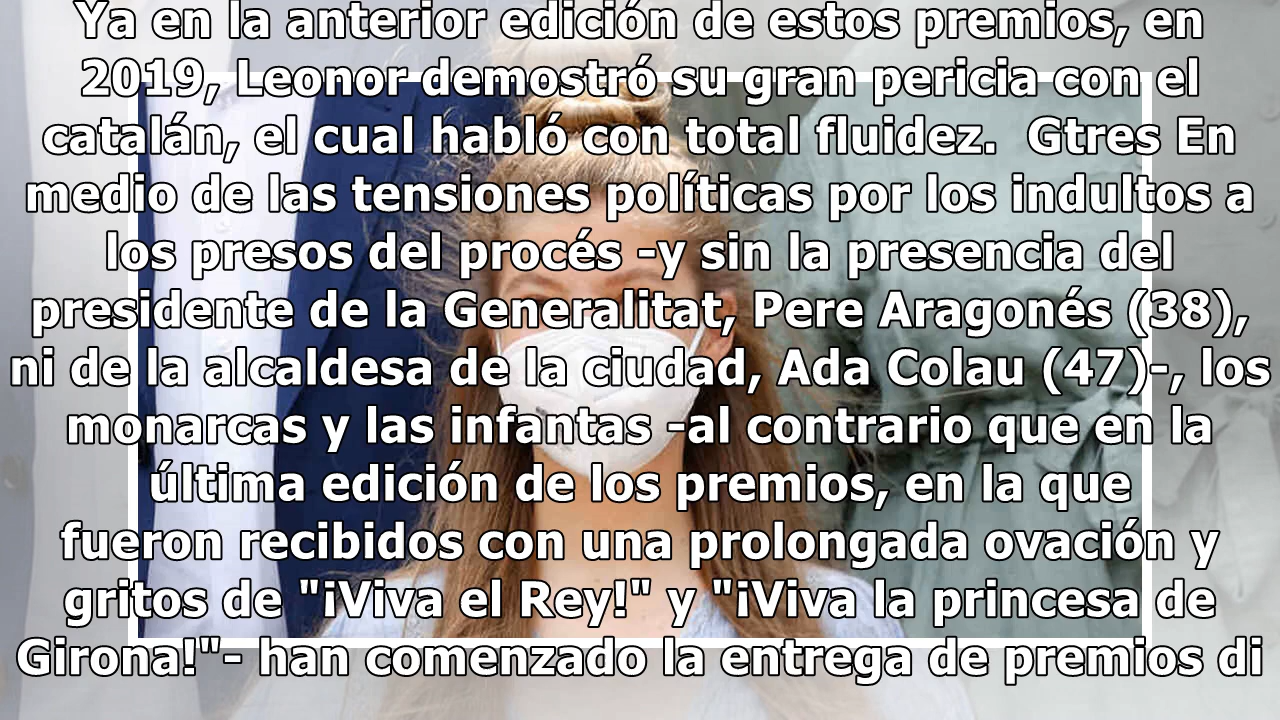 Ya en la anterior edición de estos premios, en
2019, Leonor demostró su gran pericia con el
catalán, el cual habló con total fluidez.  Gtres En
medio de las tensiones políticas por los indultos a
los presos del procés -y sin la presencia del
presidente de la Generalitat, Pere Aragonés (38),
ni de la alcaldesa de la ciudad, Ada Colau (47)-, los
monarcas y las infantas -al contrario que en la
última edición de los premios, en la que
fueron recibidos con una prolongada ovación y
gritos de "¡Viva el Rey!" y "¡Viva la princesa de
Girona!"- han comenzado la entrega de premios di